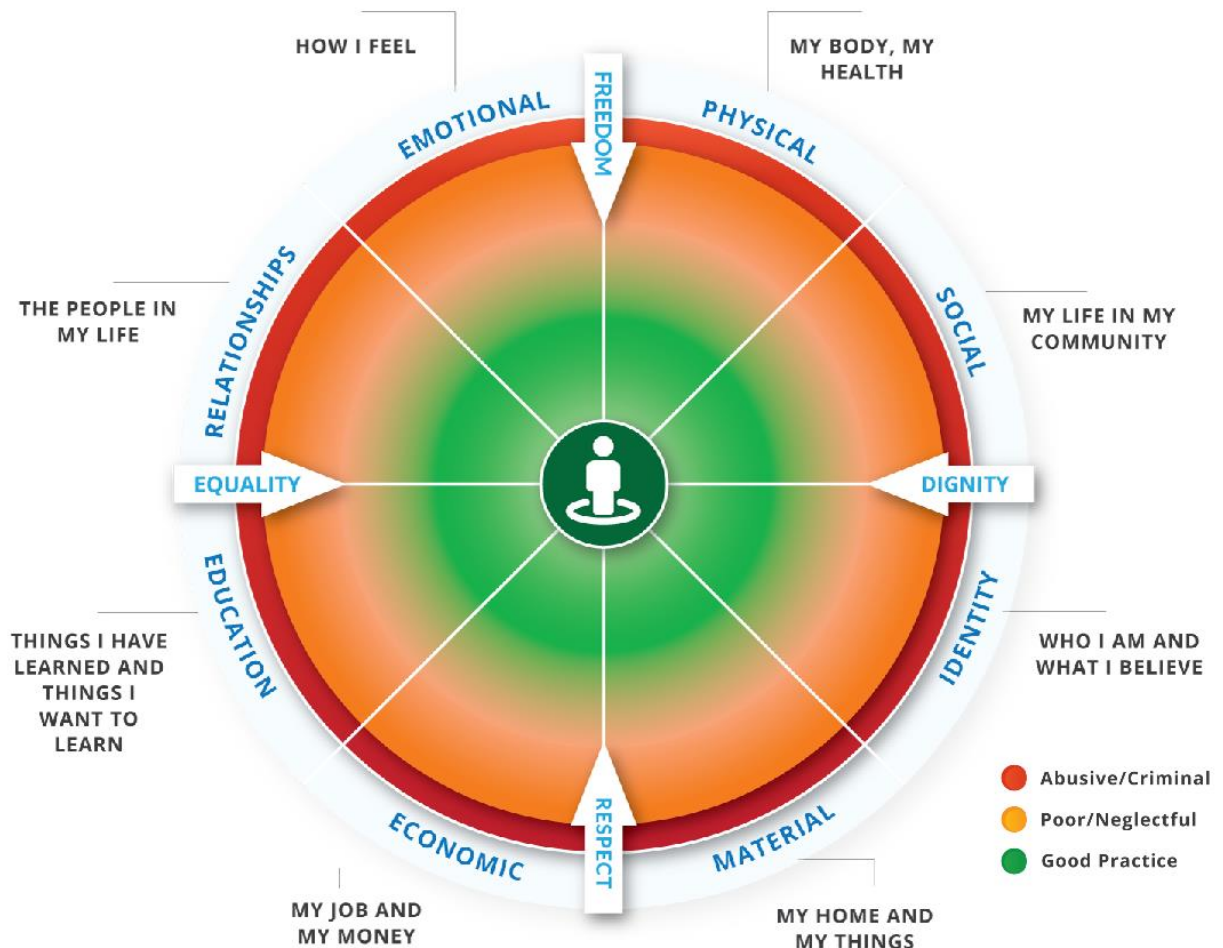 HOW I FEEL
MY BODY, MY
HEALTH
EMOTIONAL
FREEDOM
PHYSICAL
RELATIONSHIPS
SOCIAL
THE PEOPLE IN
MY LIFE
MY LIFE IN MY
COMMUNITY
EQUALITY
DIGNITY
EDUCATION
IDENTITY
THINGS I HAVE
LEARNED AND
THINGS I
WANT TO
LEARN
WHO I AM AND
WHAT I BELIEVE
ECONOMIC
RESPECT
MATERIAL
Abusive/Criminal
Poor/Neglectful
Good Practice
MY JOB AND
MY MONEY
MY HOME AND
MY THINGS